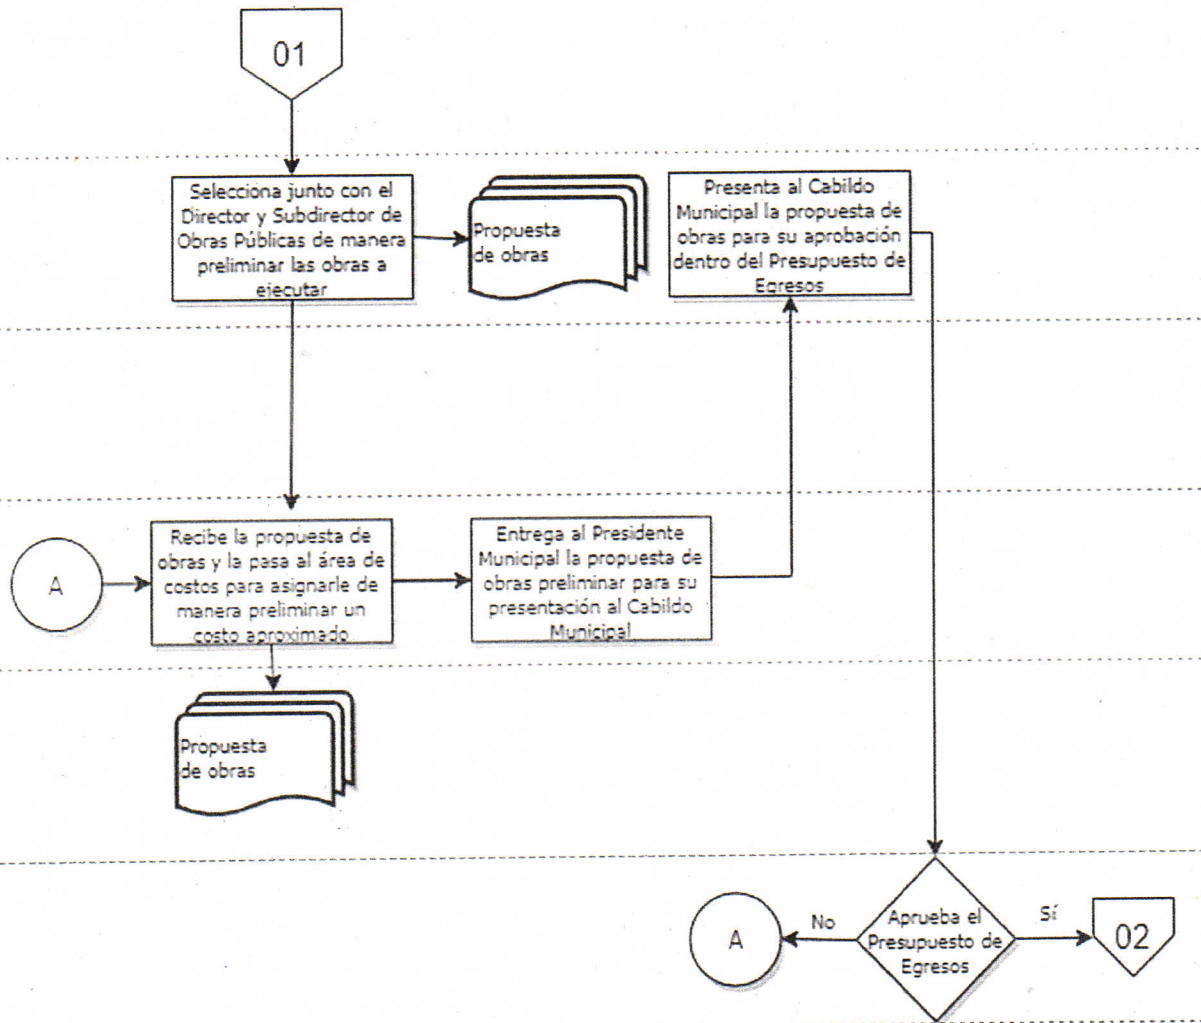 01
Selecciona junto con el
Director y Subdirector de
Obras Públicas de manera
preliminar las obras a
ejecutar
Propuesta
de obras
Presenta al Cabildo
Municipal la propuesta de
obras para su aprobación
dentro del Presupuesto de
Egresos
A
Recibe la propuesta de
obras y la pasa al área de
costos para asignarle de
manera preliminar un
costo aproximado
Entrega al Presidente
Municipal la propuesta de
obras preliminar para su
presentación al Cabildo
Municipal
Propuesta
de obras
A
No
Aprueba el
Presupuesto de
Egresos
Sí
02